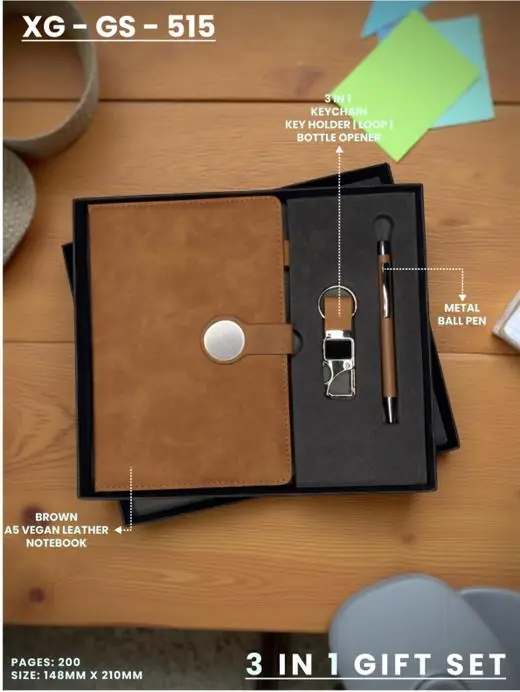 XG - GS - 515
3 IN 1
KEYCHAIN
KEY HOLDER | LOOP |
BOTTLE OPENER
METAL
BALL PEN
BROWN
A5 VEGAN LEATHER
NOTEBOOK
PAGES: 200
SIZE: 148MM X 210MM
3 IN 1 GIFT SET